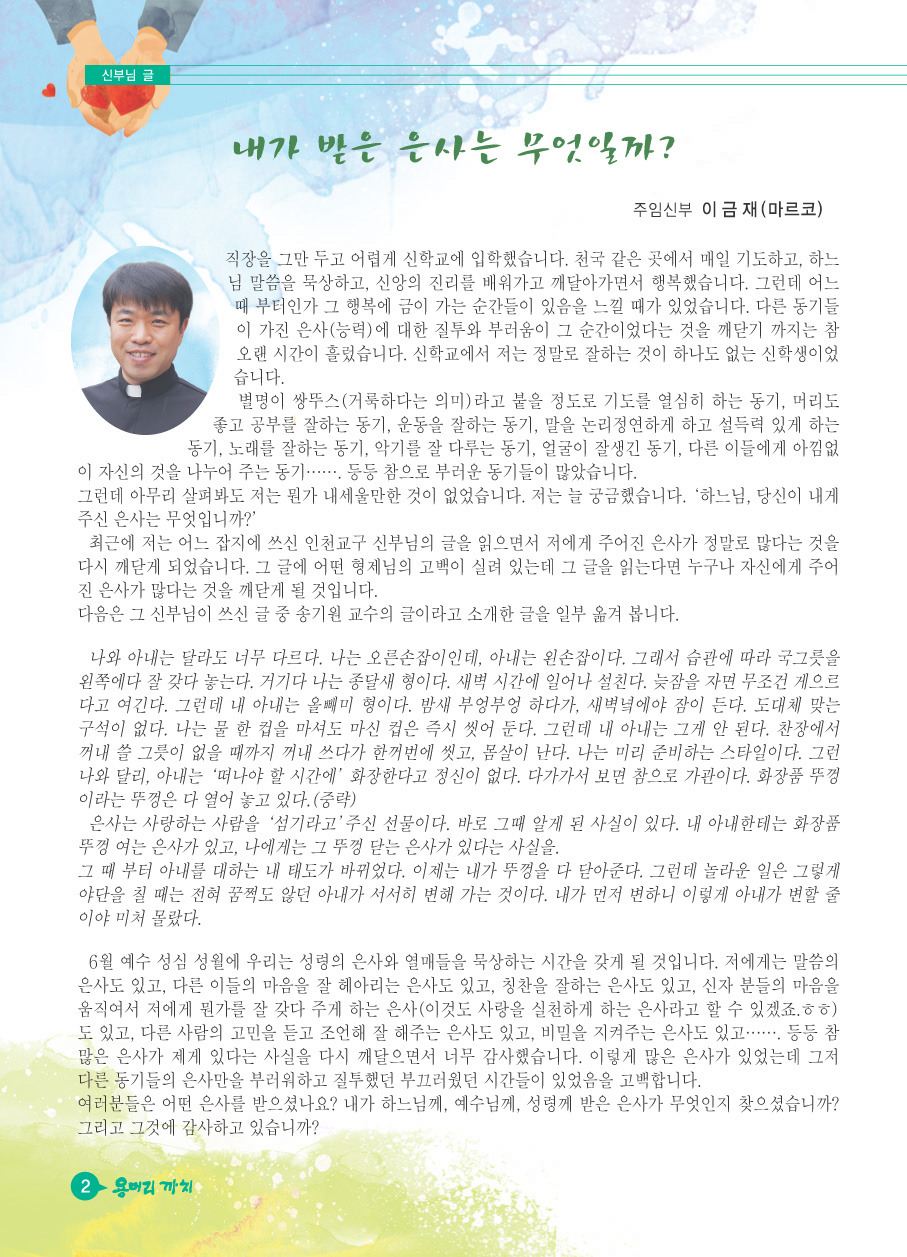 신부님 글
내가 받은 은사는 무엇일까?
주임신부 이 금 재(마르코)
직장을 그만 두고 어렵게 신학교에 입학했습니다. 천국 같은 곳에서 매일 기도하고, 하느
님 말씀을 묵상하고, 신앙의 진리를 배워가고 깨달아가면서 행복했습니다. 그런데 어느
때 부터인가 그 행복에 금이 가는 순간들이 있음을 느낄 때가 있었습니다. 다른 동기들
이 가진 은사(능력)에 대한 질투와 부러움이 그 순간이었다는 것을 깨닫기 까지는 참
오랜 시간이 흘렀습니다. 신학교에서 저는 정말로 잘하는 것이 하나도 없는 신학생이었
습니다.
별명이 쌍뚜스(거룩하다는 의미)라고 붙을 정도로 기도를 열심히 하는 동기, 머리도
좋고 공부를 잘하는 동기, 운동을 잘하는 동기, 말을 논리정연하게 하고 설득력 있게 하는
동기, 노래를 잘하는 동기, 악기를 잘 다루는 동기, 얼굴이 잘생긴 동기, 다른 이들에게 아낌없
이 자신의 것을 나누어 주는 동기……. 등등 참으로 부러운 동기들이 많았습니다.
그런데 아무리 살펴봐도 저는 뭔가 내세울만한 것이 없었습니다. 저는 늘 궁금했습니다. ‘하느님, 당신이 내게
주신 은사는 무엇입니까?’
최근에 저는 어느 잡지에 쓰신 인천교구 신부님의 글을 읽으면서 저에게 주어진 은사가 정말로 많다는 것을
다시 깨닫게 되었습니다. 그 글에 어떤 형제님의 고백이 실려 있는데 그 글을 읽는다면 누구나 자신에게 주어
진 은사가 많다는 것을 깨닫게 될 것입니다.
다음은 그 신부님이 쓰신 글 중 송기원 교수의 글이라고 소개한 글을 일부 옮겨 봅니다.
나와 아내는 달라도 너무 다르다. 나는 오른손잡이인데, 아내는 왼손잡이다. 그래서 습관에 따라 국그릇을
왼쪽에다 잘 갖다 놓는다. 거기다 나는 종달새 형이다. 새벽 시간에 일어나 설친다. 늦잠을 자면 무조건 게으르
다고 여긴다. 그런데 내 아내는 올빼미 형이다. 밤새 부엉부엉 하다가, 새벽녘에야 잠이 든다. 도대체 맞는
구석이 없다. 나는 물 한 컵을 마셔도 마신 컵은 즉시 씻어 둔다. 그런데 내 아내는 그게 안 된다. 찬장에서
꺼내 쓸 그릇이 없을 때까지 꺼내 쓰다가 한꺼번에 씻고, 몸살이 난다. 나는 미리 준비하는 스타일이다. 그런
나와 달리, 아내는 ‘떠나야 할 시간에’ 화장한다고 정신이 없다. 다가가서 보면 참으로 가관이다. 화장품 뚜껑
이라는 뚜껑은 다 열어 놓고 있다.(중략)
은사는 사랑하는 사람을 ‘섬기라고’주신 선물이다. 바로 그때 알게 된 사실이 있다. 내 아내한테는 화장품
뚜껑 여는 은사가 있고, 나에게는 그 뚜껑 닫는 은사가 있다는 사실을.
그 때 부터 아내를 대하는 내 태도가 바뀌었다. 이제는 내가 뚜껑을 다 닫아준다. 그런데 놀라운 일은 그렇게
야단을 칠 때는 전혀 꿈쩍도 않던 아내가 서서히 변해 가는 것이다. 내가 먼저 변하니 이렇게 아내가 변할 줄
이야 미처 몰랐다.
6월 예수 성심 성월에 우리는 성령의 은사와 열매들을 묵상하는 시간을 갖게 될 것입니다. 저에게는 말씀의
은사도 있고, 다른 이들의 마음을 잘 헤아리는 은사도 있고, 칭찬을 잘하는 은사도 있고, 신자 분들의 마음을
움직여서 저에게 뭔가를 잘 갖다 주게 하는 은사(이것도 사랑을 실천하게 하는 은사라고 할 수 있겠죠.ㅎㅎ)
도 있고, 다른 사람의 고민을 듣고 조언해 잘 해주는 은사도 있고, 비밀을 지켜주는 은사도 있고……. 등등 참
많은 은사가 제게 있다는 사실을 다시 깨달으면서 너무 감사했습니다. 이렇게 많은 은사가 있었는데 그저
다른 동기들의 은사만을 부러워하고 질투했던 부끄러웠던 시간들이 있었음을 고백합니다.
여러분들은 어떤 은사를 받으셨나요? 내가 하느님께, 예수님께, 성령께 받은 은사가 무엇인지 찾으셨습니까?
그리고 그것에 감사하고 있습니까?
2 용머리 까치